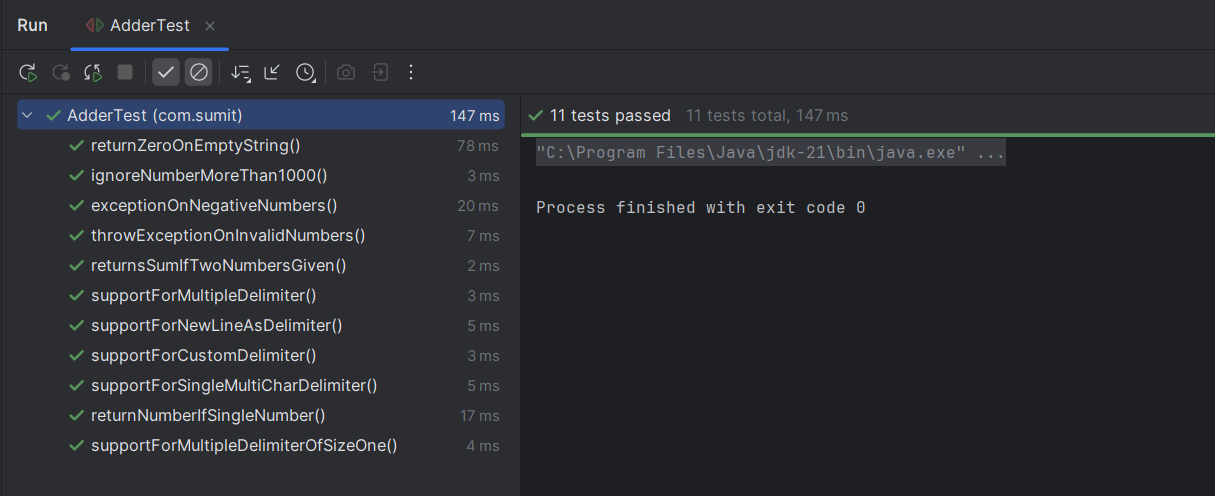 Run AdderTest
AdderTest (com.sumit) 147 ms
returnZeroOnEmptyString() 78 ms
ignoreNumberMoreThan1000() 3 ms
exceptionOnNegativeNumbers() 20 ms
throwExceptionOnInvalidNumbers() 7 ms
returnsSumIfTwoNumbersGiven() 2 ms
supportForMultipleDelimiter() 3 ms
supportForNewLineAsDelimiter() 5 ms
supportForCustomDelimiter() 3 ms
supportForSingleMultiCharDelimiter() 5 ms
returnNumberIfSingleNumber() 17 ms
supportForMultipleDelimiterOfSizeOne() 4 ms
11 tests passed 11 tests total, 147 ms
"C:\Program Files\Java\jdk-21\bin\java.exe" ...
Process finished with exit code 0